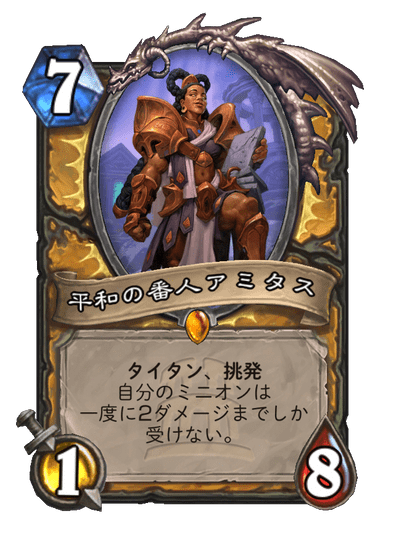 7
平和の番人アミタス
タイタン、挑発
自分のミニオンは
一度に2ダメージまでしか
受けない。
1
8